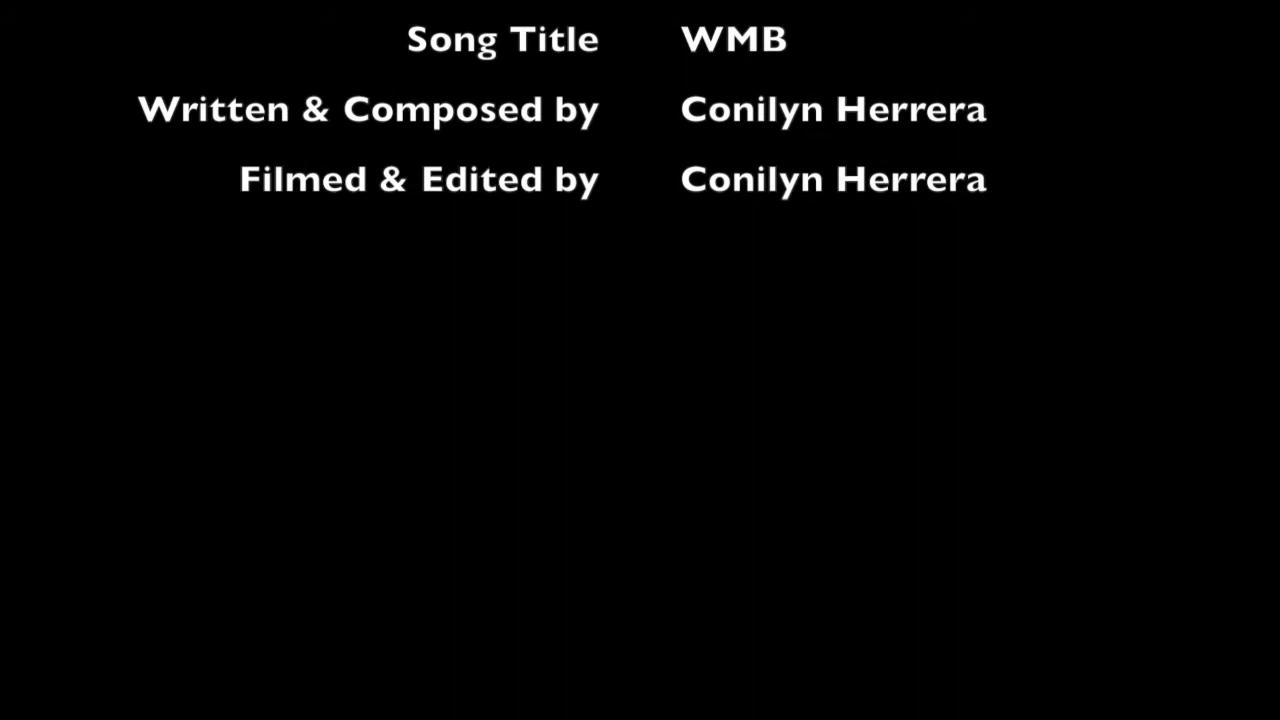 Song Title WMB
Written & Composed by Conilyn Herrera
Filmed & Edited by Conilyn Herrera